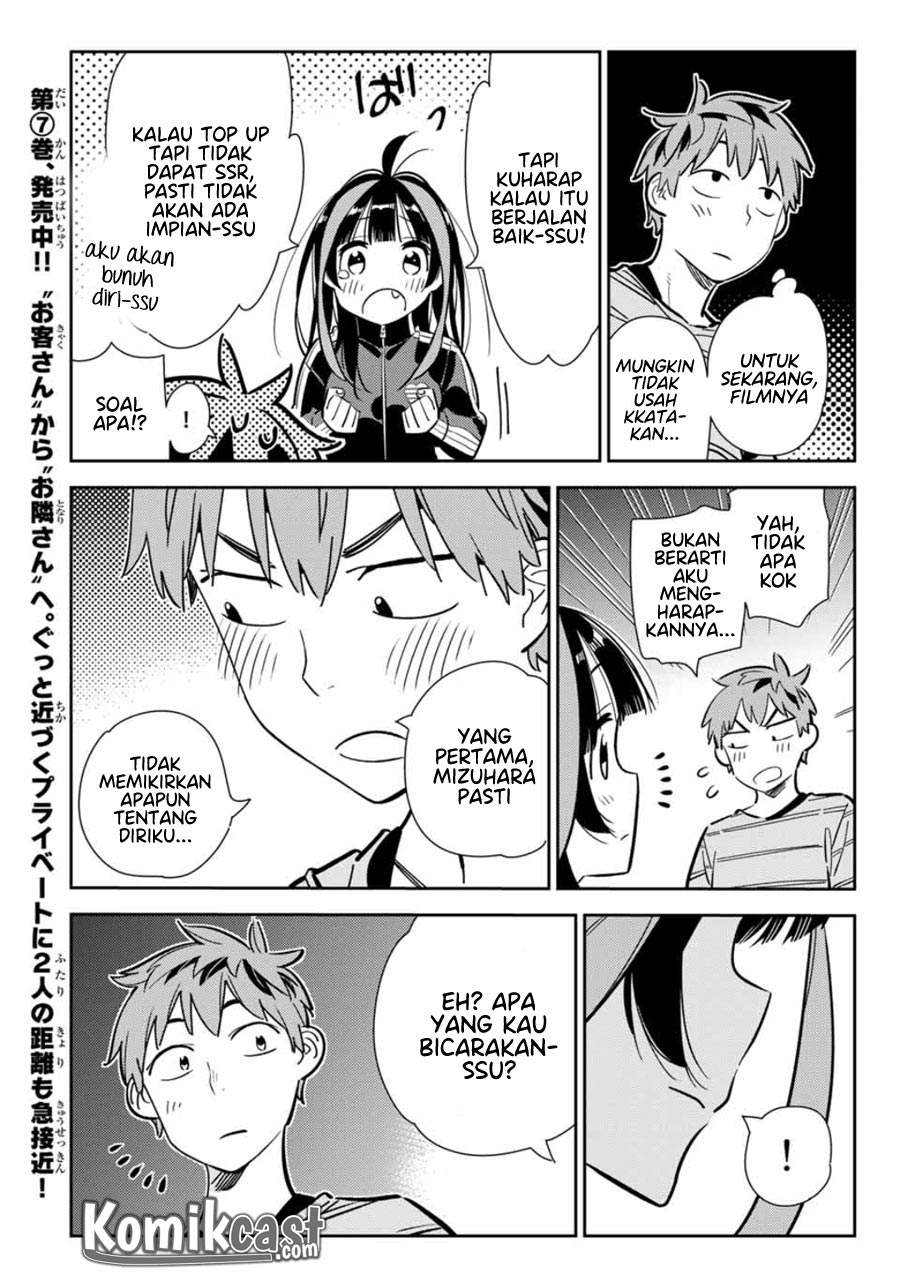 第⑦巻、発売中!! “お客さん”から“お隣さん”へ。ぐっと近づくプライベートに2人の距離も急接近!
UNTUK
SEKARANG,
FILMNYA
MUNGKIN
TIDAK
USAH
KKATA-
KAN...
ばっ
TAPI
KUHARAP
KALAU ITU
BERJALAN
BAIK-SSU!
KALAU TOP UP
TAPI TIDAK
DAPAT SSR,
PASTI TIDAK
AKAN ADA
IMPIAN-SSU
aku akan
bunuh
diri-ssu
!
SOAL
APA!?
YAH,
TIDAK
APA
KOK
BUKAN
BERARTI
AKU
MENG-
HARAP-
KANNYA...
YANG
PERTAMA,
MIZUHARA
PASTI
TIDAK
MEMIKIRKAN
APAPUN
TENTANG
DIRIKU...
!
EH? APA
YANG KAU
BICARAKAN-
SSU?
Komikcast
.com